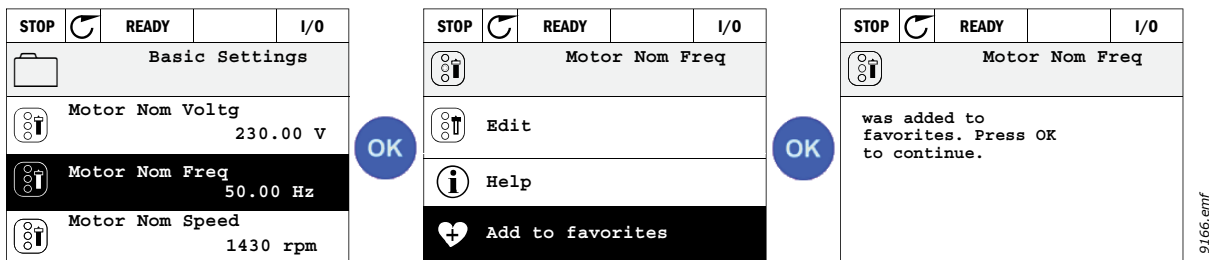 STOP READY I/O
Basic Settings
Motor Nom Voltg
230.00 V
Motor Nom Freq
50.00 Hz
Motor Nom Speed
1430 rpm
OK
STOP READY I/O
Motor Nom Freq
Edit
Help
Add to favorites
OK
STOP READY I/O
Motor Nom Freq
was added to
favorites. Press OK
to continue.
9166.emf